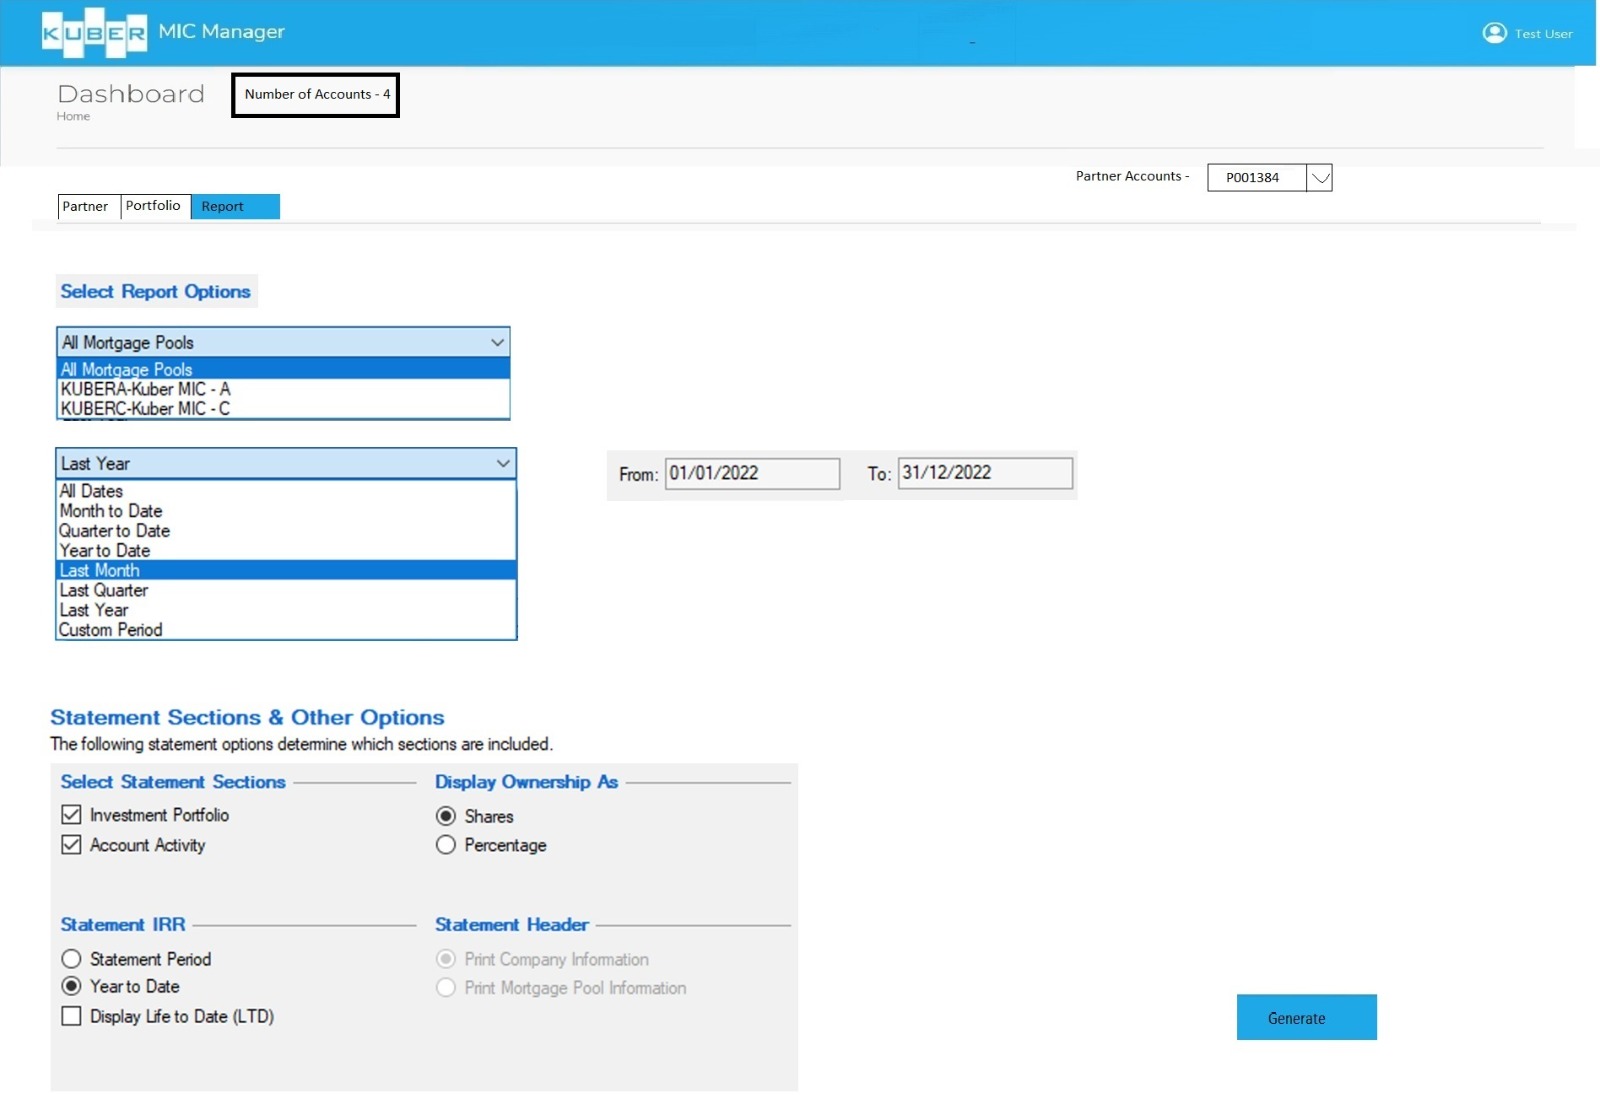 KUBER MIC Manager
Test User
Dashboard
Number of Accounts - 4
Home
Partner Accounts -
P001384
Partner
Portfolio
Report
Select Report Options
All Mortgage Pools
All Mortgage Pools
KUBERA-Kuber MIC - A
KUBERC-Kuber MIC - C
Last Year
From: 01/01/2022 To: 31/12/2022
All Dates
Month to Date
Quarter to Date
Year to Date
Last Month
Last Quarter
Last Year
Custom Period
Statement Sections & Other Options
The following statement options determine which sections are included.
Select Statement Sections
Investment Portfolio
Account Activity
Display Ownership As
Shares
Percentage
Statement IRR
Statement Period
Year to Date
Display Life to Date (LTD)
Statement Header
Print Company Information
Print Mortgage Pool Information
Generate